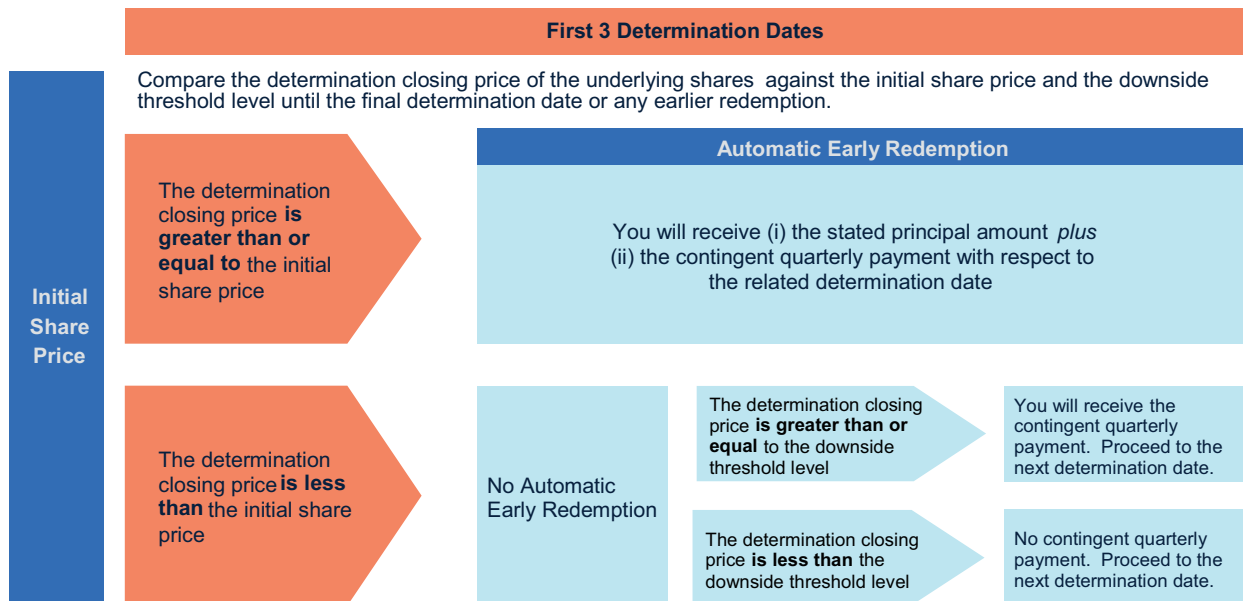 First 3 Determination Dates
Compare the determination closing price of the underlying shares against the initial share price and the downside
threshold level until the final determination date or any earlier redemption.
Initial
Share
Price
The determination
closing price is
greater than or
equal to the initial
share price
Automatic Early Redemption
You will receive (i) the stated principal amount plus
(ii) the contingent quarterly payment with respect to
the related determination date
The determination
closing price is less
than the initial share
price
No Automatic
Early Redemption
The determination closing
price is greater than or
equal to the downside
threshold level
You will receive the
contingent quarterly
payment. Proceed to the
next determination date.
The determination closing
price is less than the
downside threshold level
No contingent quarterly
payment. Proceed to the
next determination date.